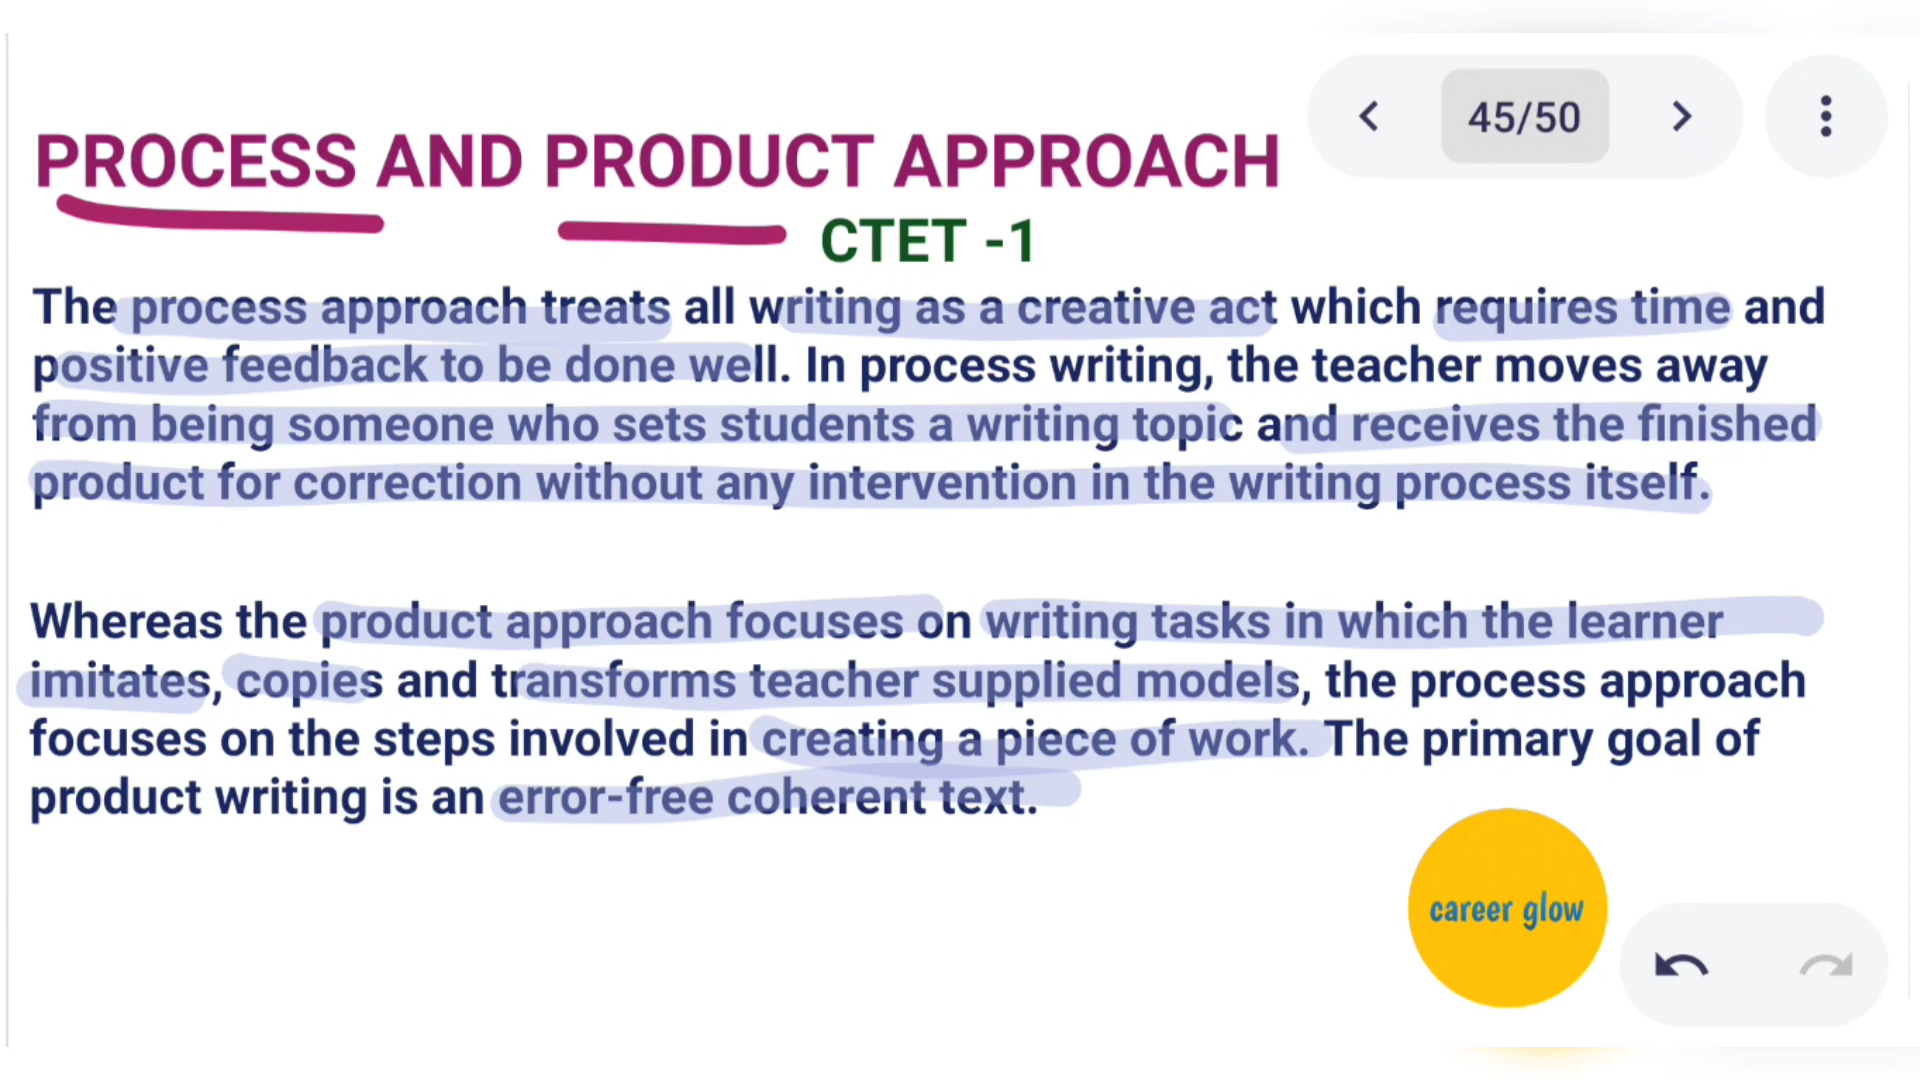 45/50
PROCESS AND PRODUCT APPROACH
CTET -1
The process approach treats all writing as a creative act which requires time and
positive feedback to be done well. In process writing, the teacher moves away
from being someone who sets students a writing topic and receives the finished
product for correction without any intervention in the writing process itself.
Whereas the product approach focuses on writing tasks in which the learner
imitates, copies and transforms teacher supplied models, the process approach
focuses on the steps involved in creating a piece of work. The primary goal of
product writing is an error-free coherent text.
career glow